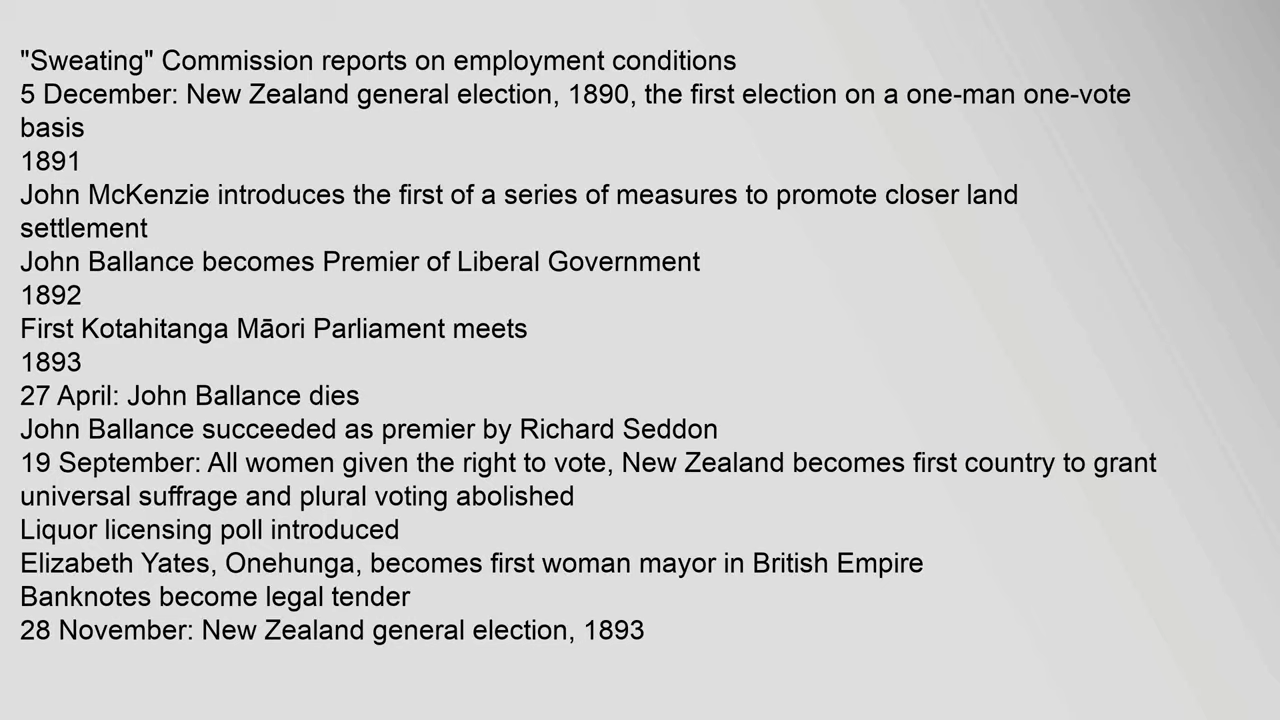 "Sweating" Commission reports on employment conditions
5 December: New Zealand general election, 1890, the first election on a one-man one-vote
basis
1891
John McKenzie introduces the first of a series of measures to promote closer land
settlement
John Ballance becomes Premier of Liberal Government
1892
First Kotahitanga Māori Parliament meets
1893
27 April: John Ballance dies
John Ballance succeeded as premier by Richard Seddon
19 September: All women given the right to vote, New Zealand becomes first country to grant
universal suffrage and plural voting abolished
Liquor licensing poll introduced
Elizabeth Yates, Onehunga, becomes first woman mayor in British Empire
Banknotes become legal tender
28 November: New Zealand general election, 1893